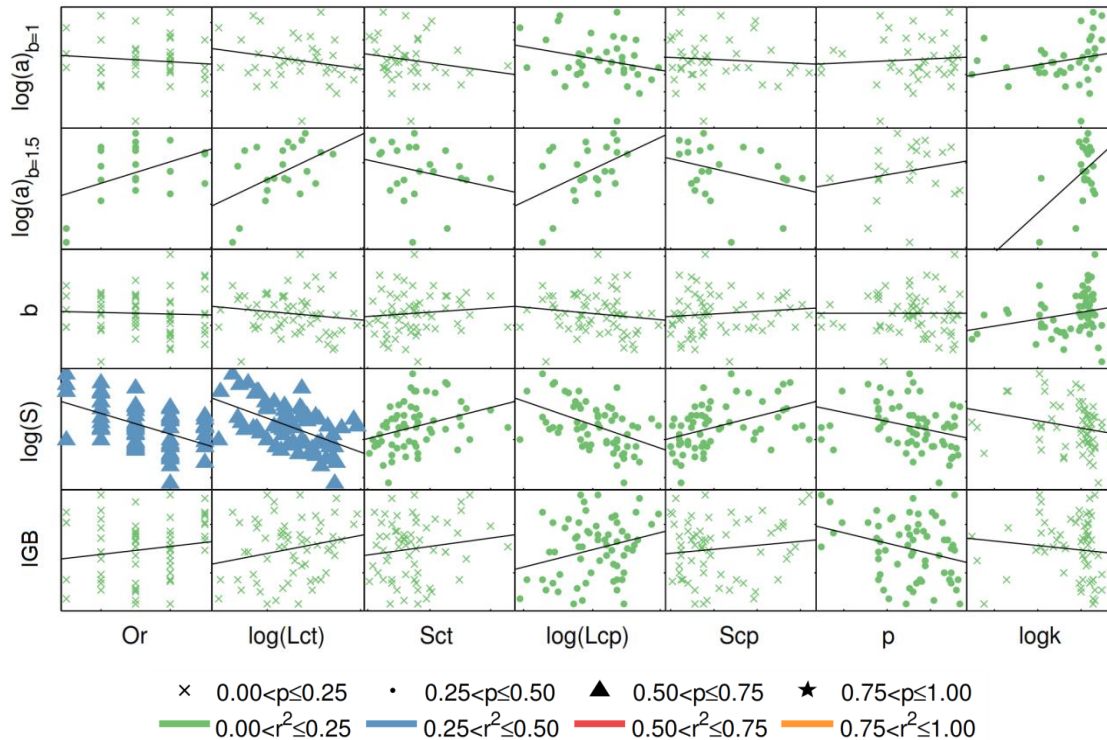 log(a)b=1
log(a)b=1.5
b
log(S)
IGB
Or log(Lct) Sct log(Lcp) Scp p logk
0.00<p≤0.25 0.25<p≤0.50 0.50<p≤0.75 0.75<p≤1.00
0.00<r²≤0.25 0.25<r²≤0.50 0.50<r²≤0.75 0.75<r²≤1.00